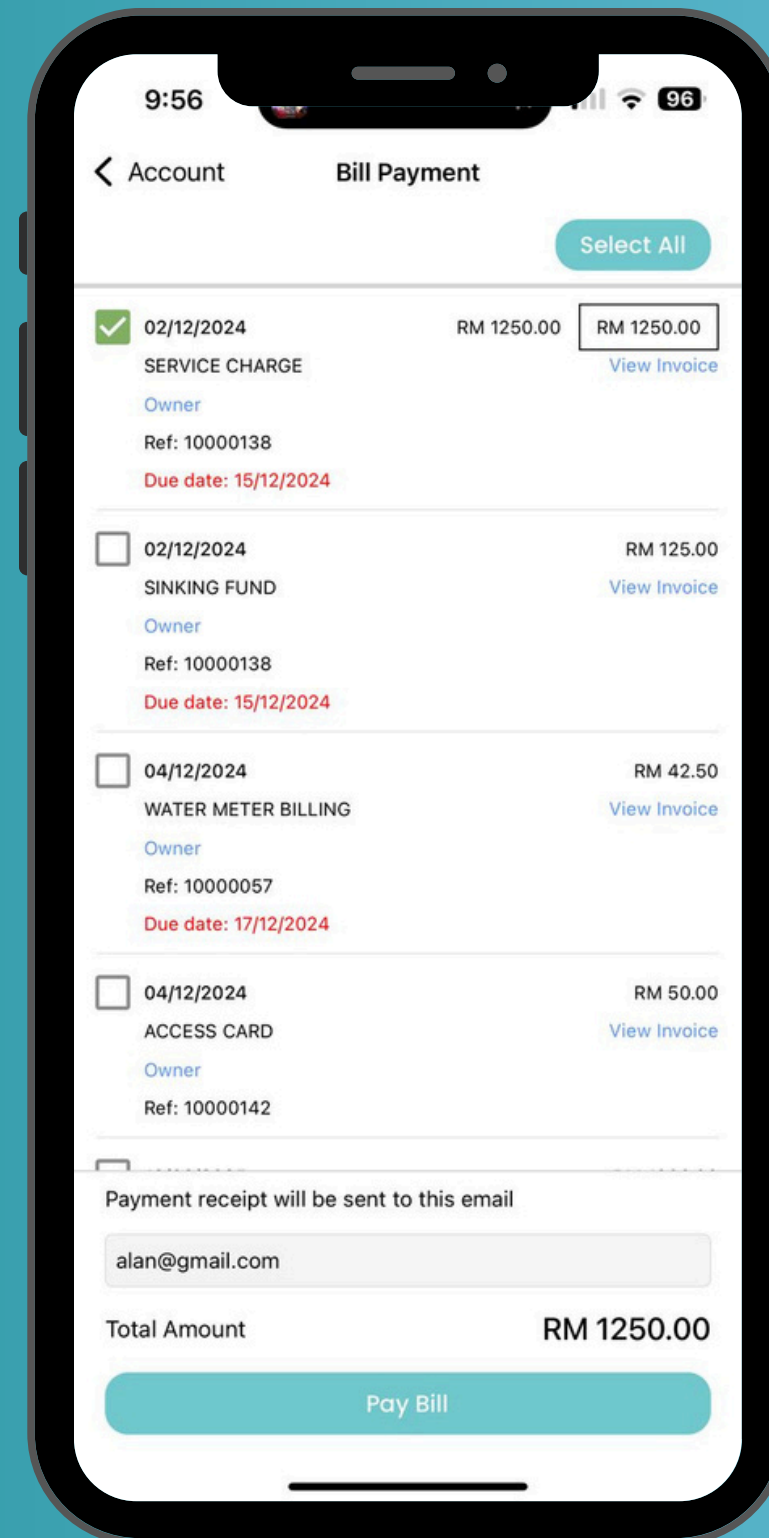 9:56 96
Account Bill Payment
Select All
02/12/2024 RM 1250.00 RM 1250.00
SERVICE CHARGE View Invoice
Owner
Ref: 10000138
Due date: 15/12/2024
02/12/2024 RM 125.00
SINKING FUND View Invoice
Owner
Ref: 10000138
Due date: 15/12/2024
04/12/2024 RM 42.50
WATER METER BILLING View Invoice
Owner
Ref: 10000057
Due date: 17/12/2024
04/12/2024 RM 50.00
ACCESS CARD View Invoice
Owner
Ref: 10000142
Payment receipt will be sent to this email
alan@gmail.com
Total Amount RM 1250.00
Pay Bill